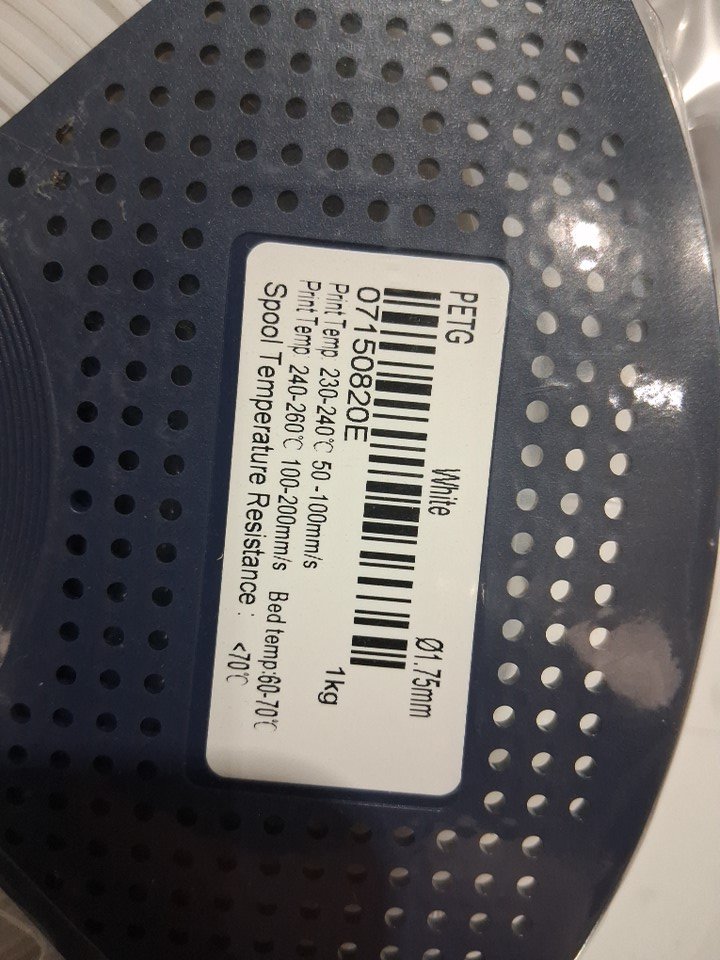 PETG White Ø1.75mm
07150820E 1kg
Print Temp 230-240℃ 50 -100mm/s
Print Temp 240-260℃ 100-200mm/s Bed temp:60-70℃
Spool Temperature Resistance : <70℃